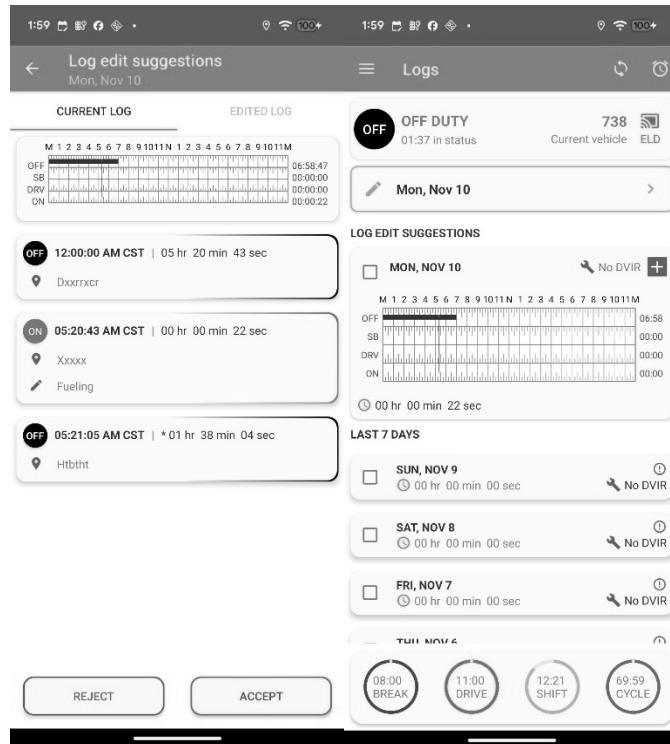 1:59 100
Log edit suggestions
Mon, Nov 10
CURRENT LOG EDITED LOG
M 1 2 3 4 5 6 7 8 9 10 11 N 1 2 3 4 5 6 7 8 9 10 11 M
OFF 06:58:47
SB 00:00:00
DRV 00:00:00
ON 00:00:22
OFF 12:00:00 AM CST | 05 hr 20 min 43 sec
Dxxrrxcr
ON 05:20:43 AM CST | 00 hr 00 min 22 sec
Xxxxx
Fueling
OFF 05:21:05 AM CST | * 01 hr 38 min 04 sec
Htbtht
REJECT ACCEPT
1:59 100
Logs
OFF OFF DUTY 738
01:37 in status Current vehicle ELD
Mon, Nov 10
LOG EDIT SUGGESTIONS
MON, NOV 10 No DVIR
M 1 2 3 4 5 6 7 8 9 10 11 N 1 2 3 4 5 6 7 8 9 10 11 M
OFF 06:58
SB 00:00
DRV 00:00
ON 00:00
00 hr 00 min 22 sec
LAST 7 DAYS
SUN, NOV 9
00 hr 00 min 00 sec No DVIR
SAT, NOV 8
00 hr 00 min 00 sec No DVIR
FRI, NOV 7
00 hr 00 min 00 sec No DVIR
THU, NOV 6
08:00 11:00 12:21 69:59
BREAK DRIVE SHIFT CYCLE